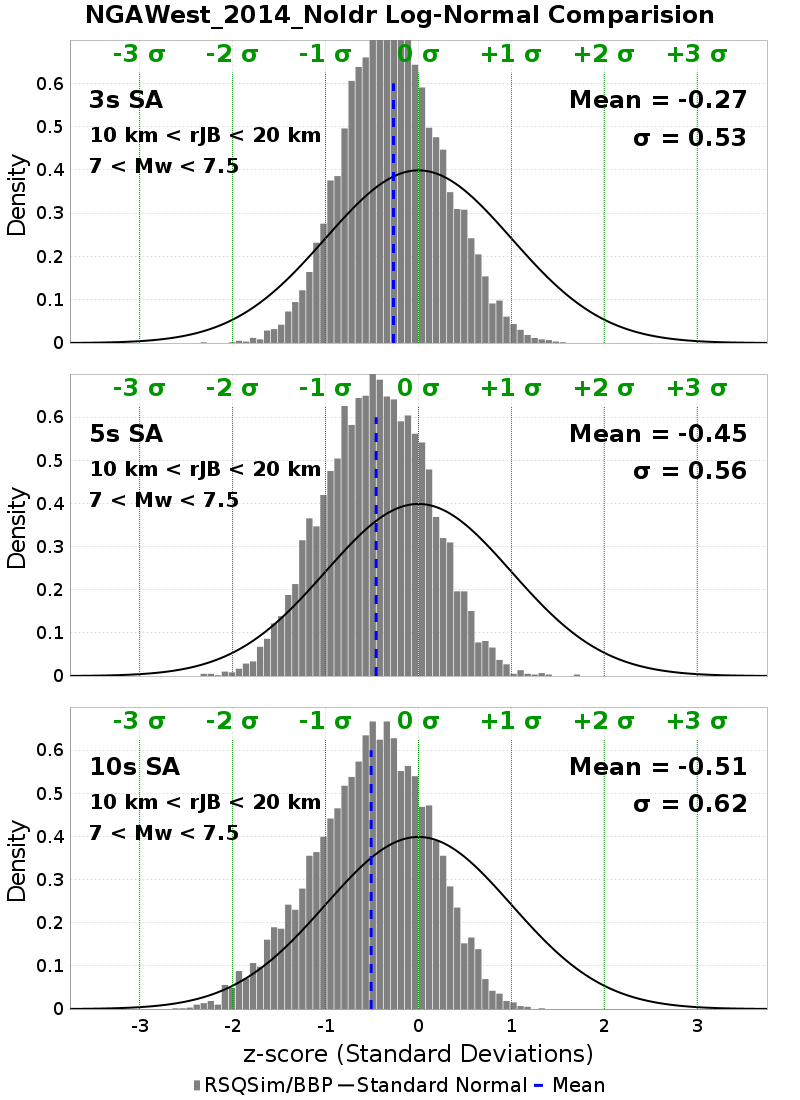 NGAWest_2014_NoIdr Log-Normal Comparision
-3 σ -2 σ -1 σ 0 σ +1 σ +2 σ +3 σ
3s SA
10 km < rJB < 20 km
7 < Mw < 7.5
Mean = -0.27
σ = 0.53
Density
0.6
0.5
0.4
0.3
0.2
0.1
0
-3 σ -2 σ -1 σ 0 σ +1 σ +2 σ +3 σ
5s SA
10 km < rJB < 20 km
7 < Mw < 7.5
Mean = -0.45
σ = 0.56
Density
0.6
0.5
0.4
0.3
0.2
0.1
0
-3 σ -2 σ -1 σ 0 σ +1 σ +2 σ +3 σ
10s SA
10 km < rJB < 20 km
7 < Mw < 7.5
Mean = -0.51
σ = 0.62
Density
0.6
0.5
0.4
0.3
0.2
0.1
0
-3 -2 -1 0 1 2 3
z-score (Standard Deviations)
RSQSim/BBP Standard Normal Mean